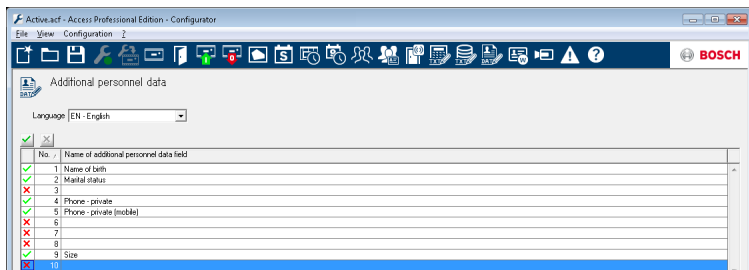 Active.acf - Access Professional Edition - Configurator
File View Configuration ?
BOSCH
Additional personnel data
Language EN - English
No. Name of additional personnel data field
1 Name of birth
2 Marital status
3
4 Phone - private
5 Phone - private (mobile)
6
7
8
9 Size
10